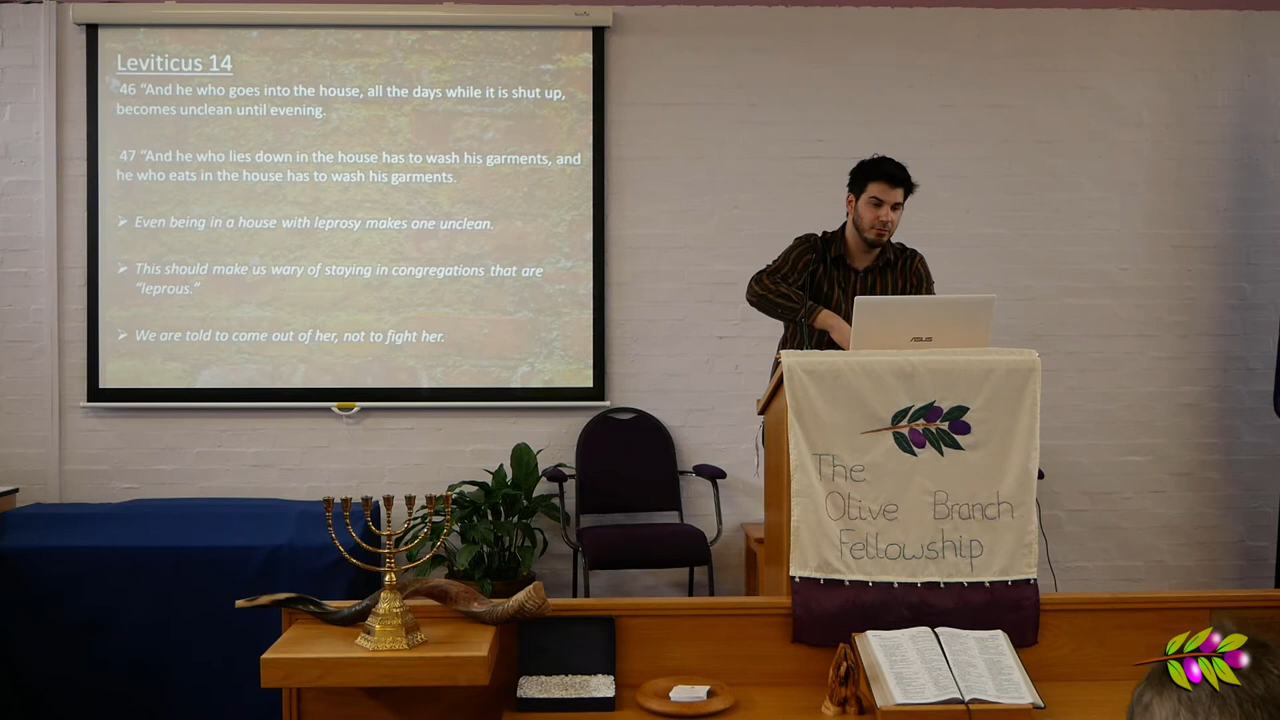 Leviticus 14
46 “And he who goes into the house, all the days while it is shut up,
becomes unclean until evening.
47 “And he who lies down in the house has to wash his garments, and
he who eats in the house has to wash his garments.
➢ Even being in a house with leprosy makes one unclean.
➢ This should make us wary of staying in congregations that are
“leprous.”
➢ We are told to come out of her, not to fight her.
ASUS
The
Olive Branch
Fellowship